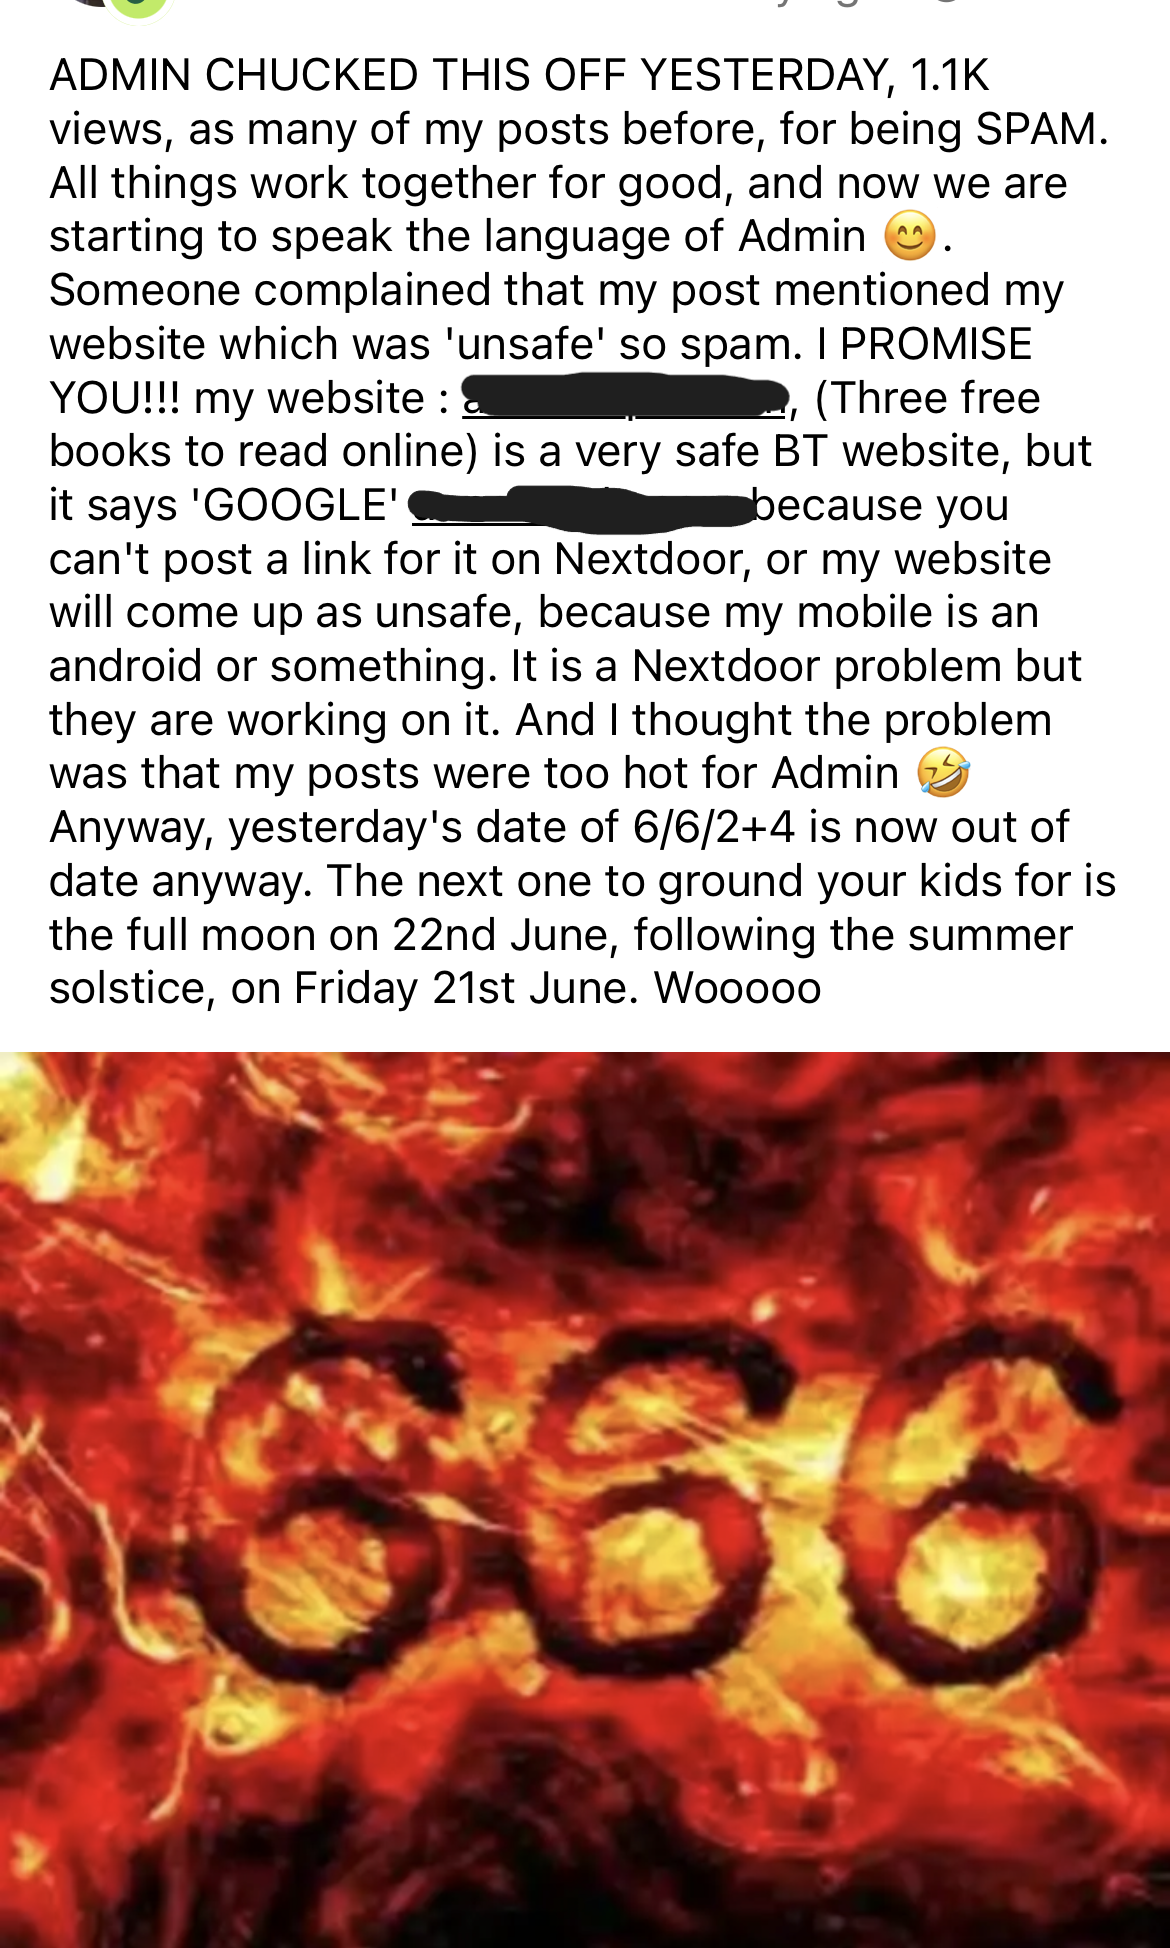 ADMIN CHUCKED THIS OFF YESTERDAY, 1.1K
views, as many of my posts before, for being SPAM.
All things work together for good, and now we are
starting to speak the language of Admin 😊.
Someone complained that my post mentioned my
website which was 'unsafe' so spam. I PROMISE
YOU!!! my website : , (Three free
books to read online) is a very safe BT website, but
it says 'GOOGLE' because you
can't post a link for it on Nextdoor, or my website
will come up as unsafe, because my mobile is an
android or something. It is a Nextdoor problem but
they are working on it. And I thought the problem
was that my posts were too hot for Admin 🤣
Anyway, yesterday's date of 6/6/2+4 is now out of
date anyway. The next one to ground your kids for is
the full moon on 22nd June, following the summer
solstice, on Friday 21st June. Wooooo
666